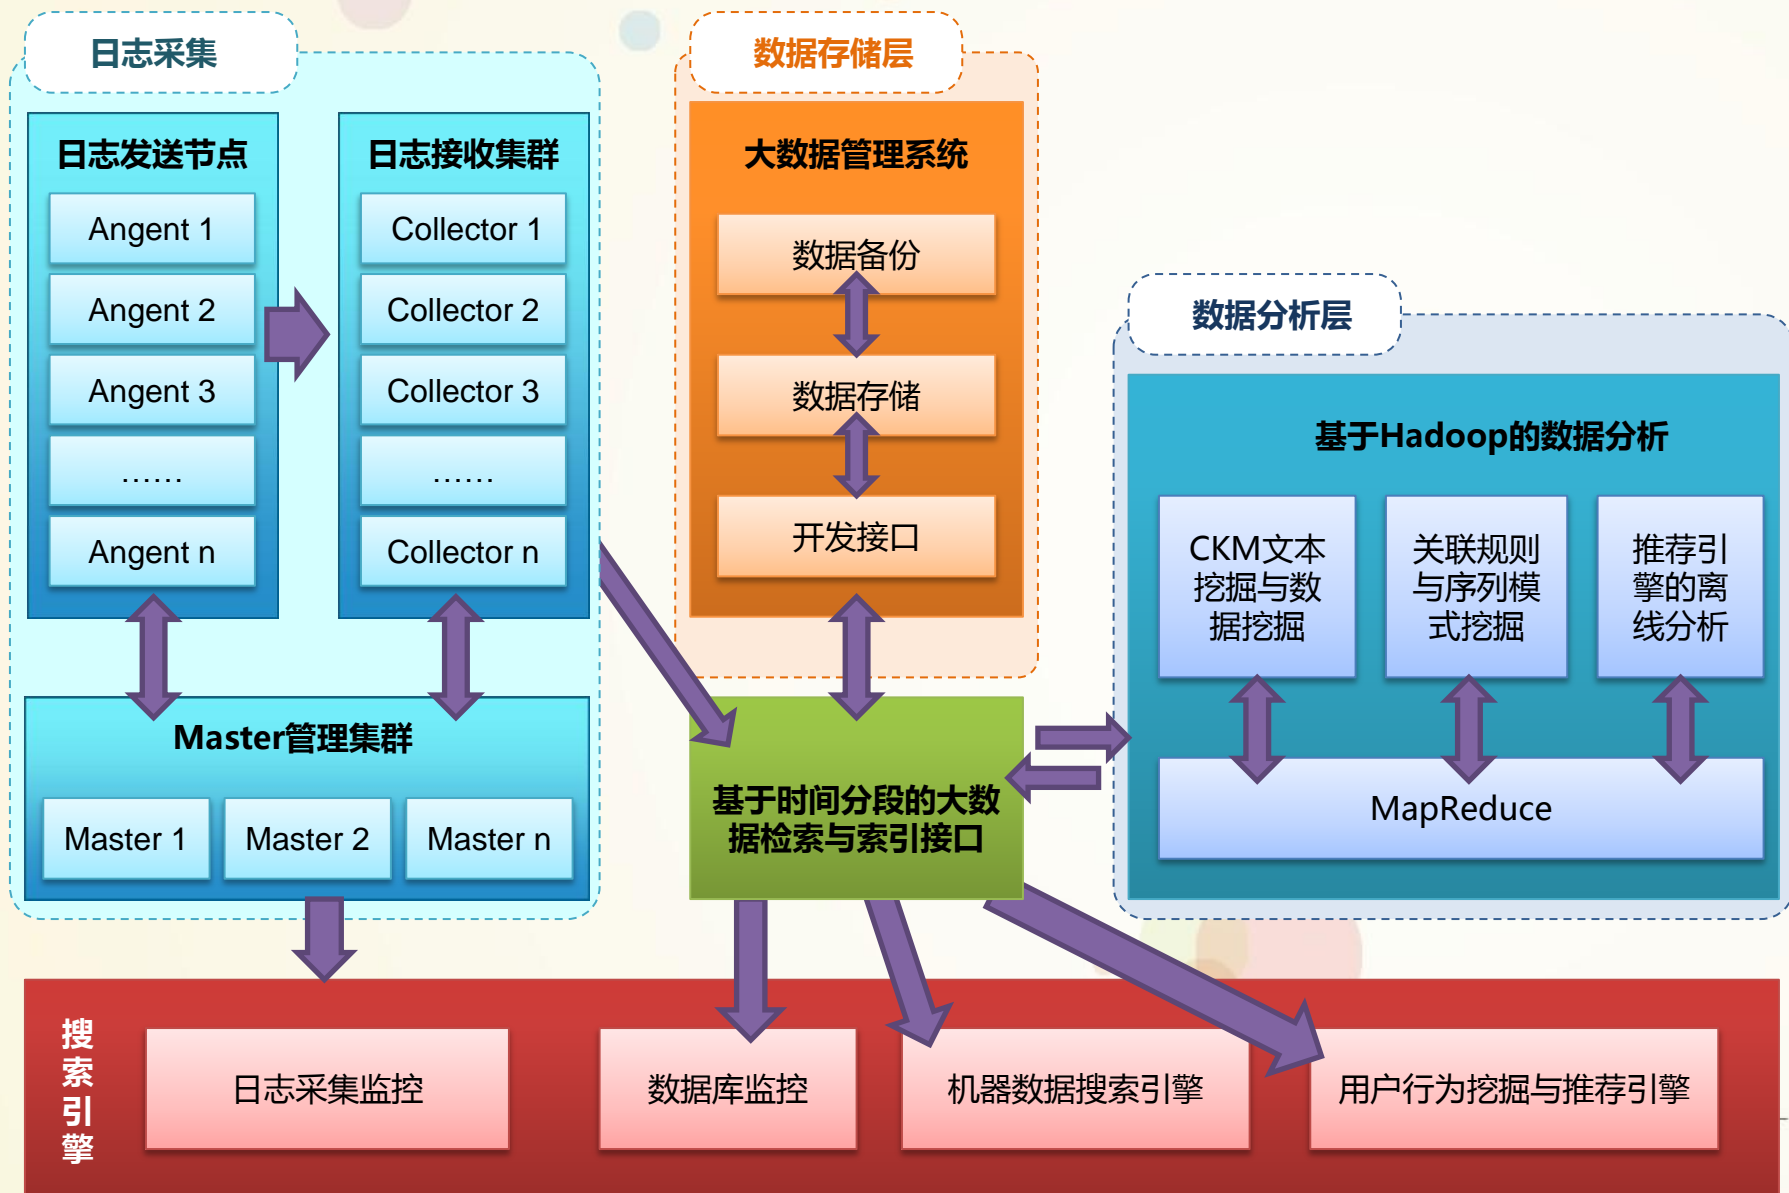 日志采集
日志发送节点
Angent 1
Angent 2
Angent 3
……
Angent n
日志接收集群
Collector 1
Collector 2
Collector 3
……
Collector n
Master管理集群
Master 1
Master 2
Master n
数据存储层
大数据管理系统
数据备份
数据存储
开发接口
基于时间分段的大数
据检索与索引接口
数据分析层
基于Hadoop的数据分析
CKM文本
挖掘与数
据挖掘
关联规则
与序列模
式挖掘
推荐引
擎的离
线分析
MapReduce
搜
索
引
擎
日志采集监控
数据库监控
机器数据搜索引擎
用户行为挖掘与推荐引擎